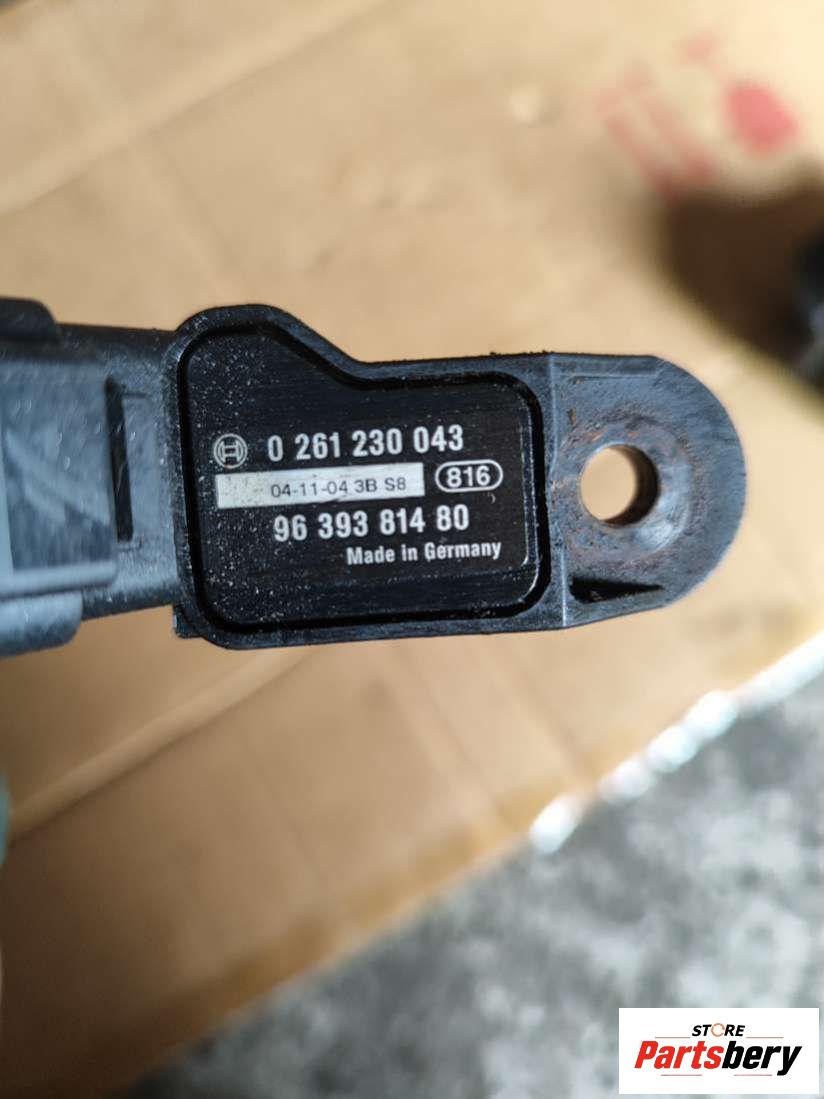 0 261 230 043
04-11-04 3B S8
816
96 393 814 80
Made in Germany
STORE
Partsbery